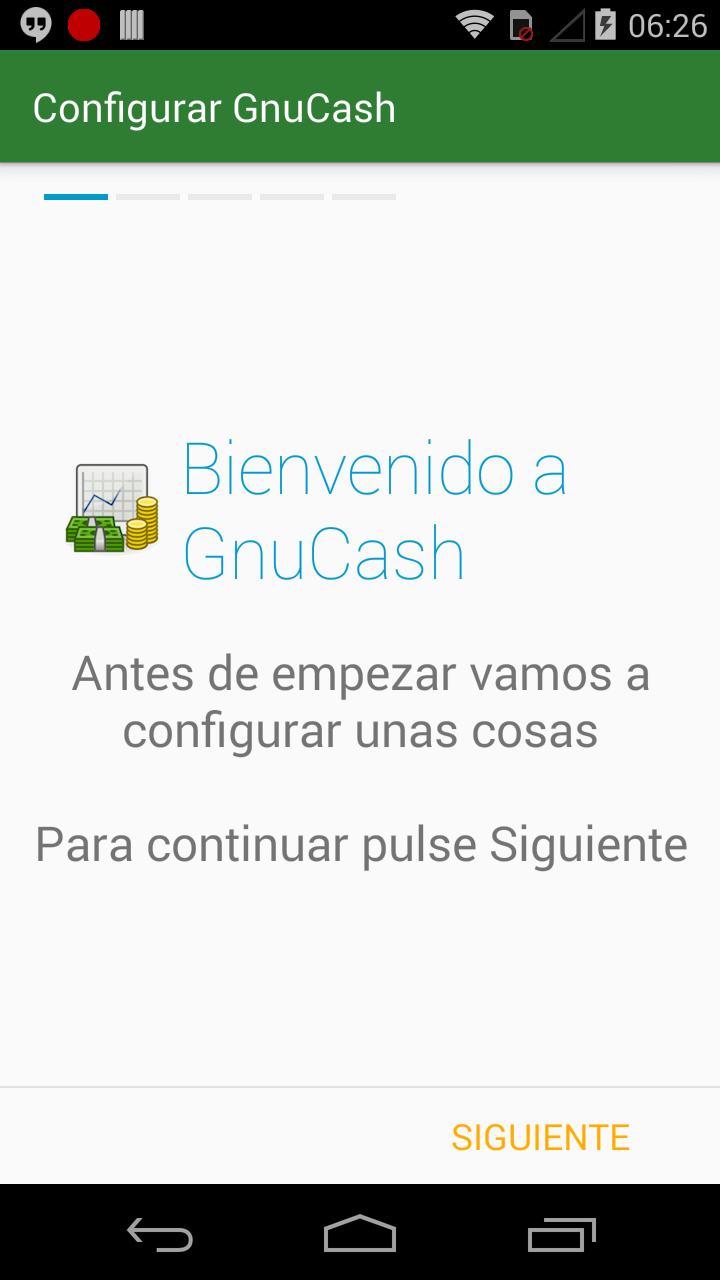 06:26
Configurar GnuCash
Bienvenido a
GnuCash
Antes de empezar vamos a
configurar unas cosas
Para continuar pulse Siguiente
SIGUIENTE